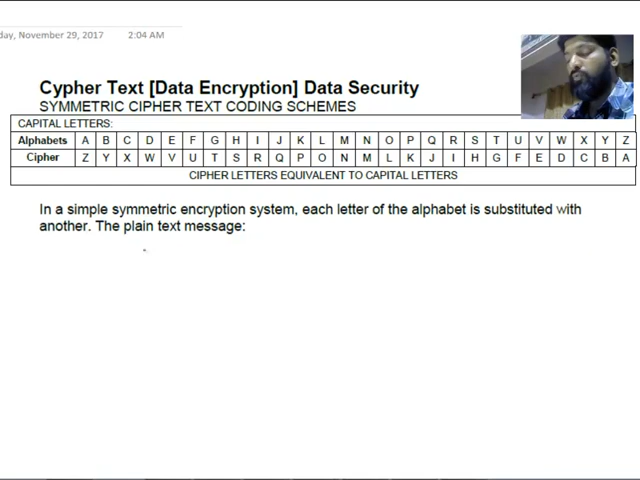 day, November 29, 2017 2:04 AM
Cypher Text [Data Encryption] Data Security
SYMMETRIC CIPHER TEXT CODING SCHEMES
CAPITAL LETTERS:
Alphabets A B C D E F G H I J K L M N O P Q R S T U V W X Y Z
Cipher Z Y X W V U T S R Q P O N M L K J I H G F E D C B A
CIPHER LETTERS EQUIVALENT TO CAPITAL LETTERS
In a simple symmetric encryption system, each letter of the alphabet is substituted with
another. The plain text message: